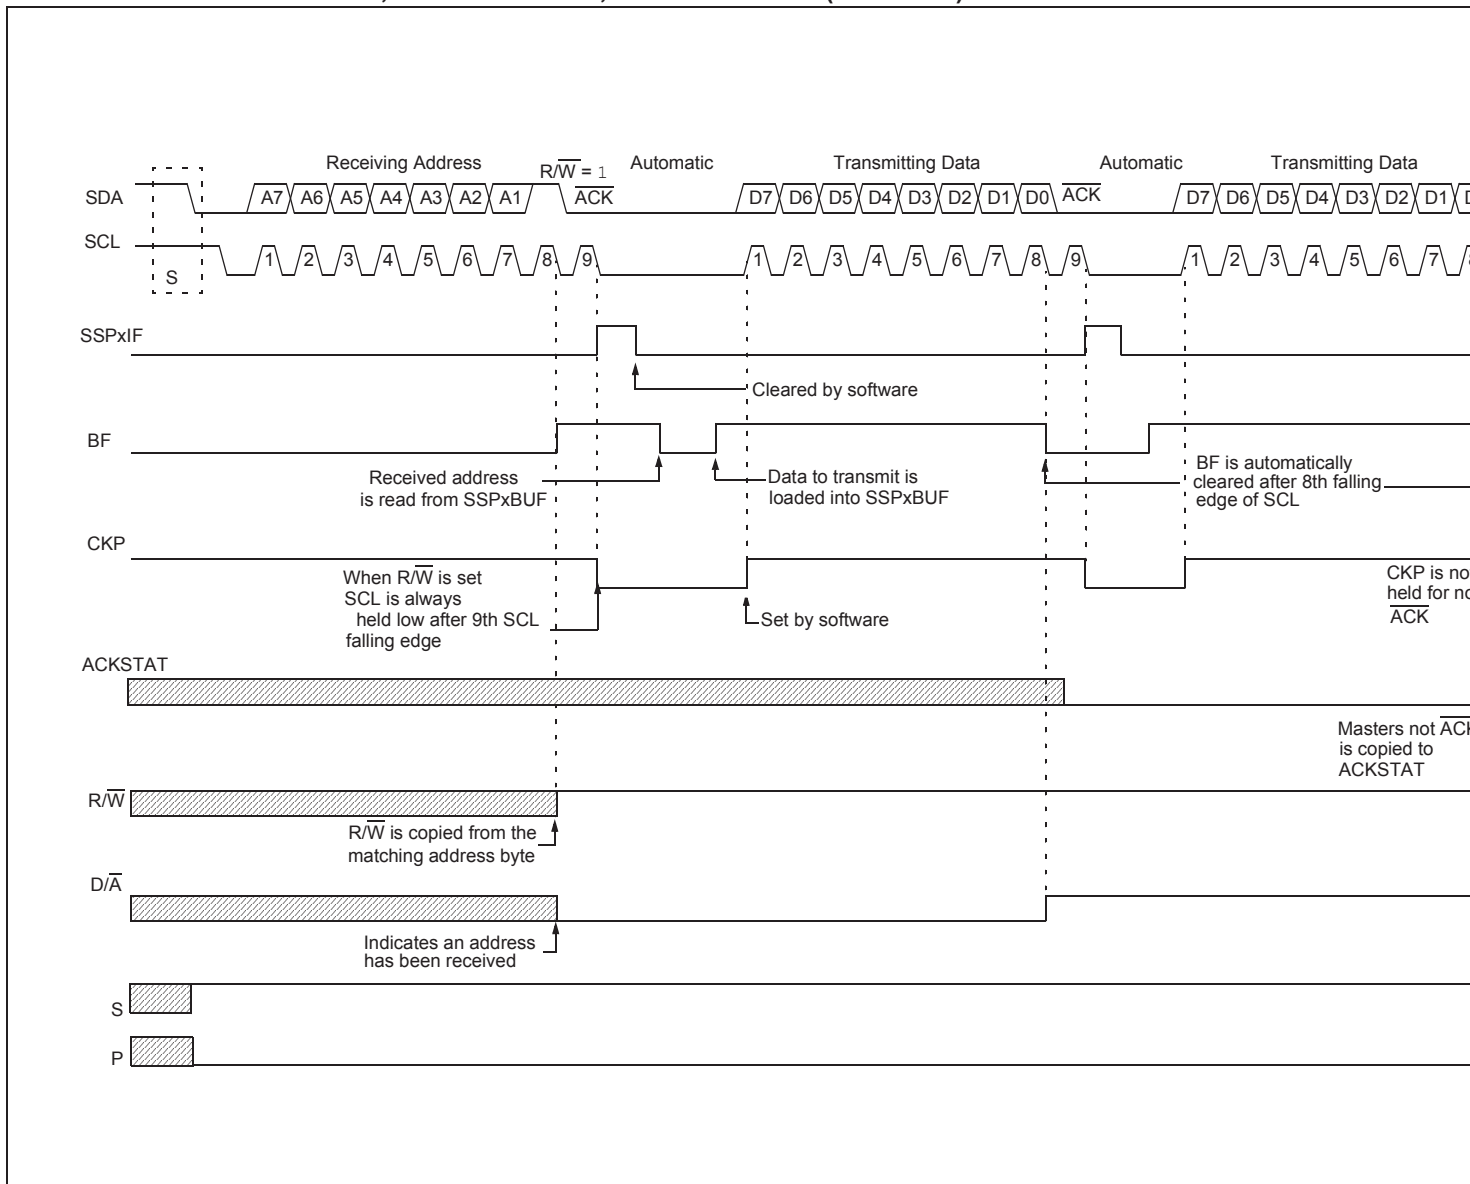 Receiving Address R/W = 1 Automatic Transmitting Data Automatic Transmitting Data
SDA A7 A6 A5 A4 A3 A2 A1 ACK D7 D6 D5 D4 D3 D2 D1 D0 ACK D7 D6 D5 D4 D3 D2 D1
SCL
1 2 3 4 5 6 7 8 9 1 2 3 4 5 6 7 8 9 1 2 3 4 5 6 7
S
SSPxIF
Cleared by software
BF
Received address
is read from SSPxBUF
Data to transmit is
loaded into SSPxBUF
BF is automatically
cleared after 8th falling
edge of SCL
CKP
When R/W is set
SCL is always
held low after 9th SCL
falling edge
Set by software
CKP is
held for
ACK
ACKSTAT
Masters not
is copied to
ACKSTAT
R/W
R/W is copied from the
matching address byte
D/A
Indicates an address
has been received
S
P